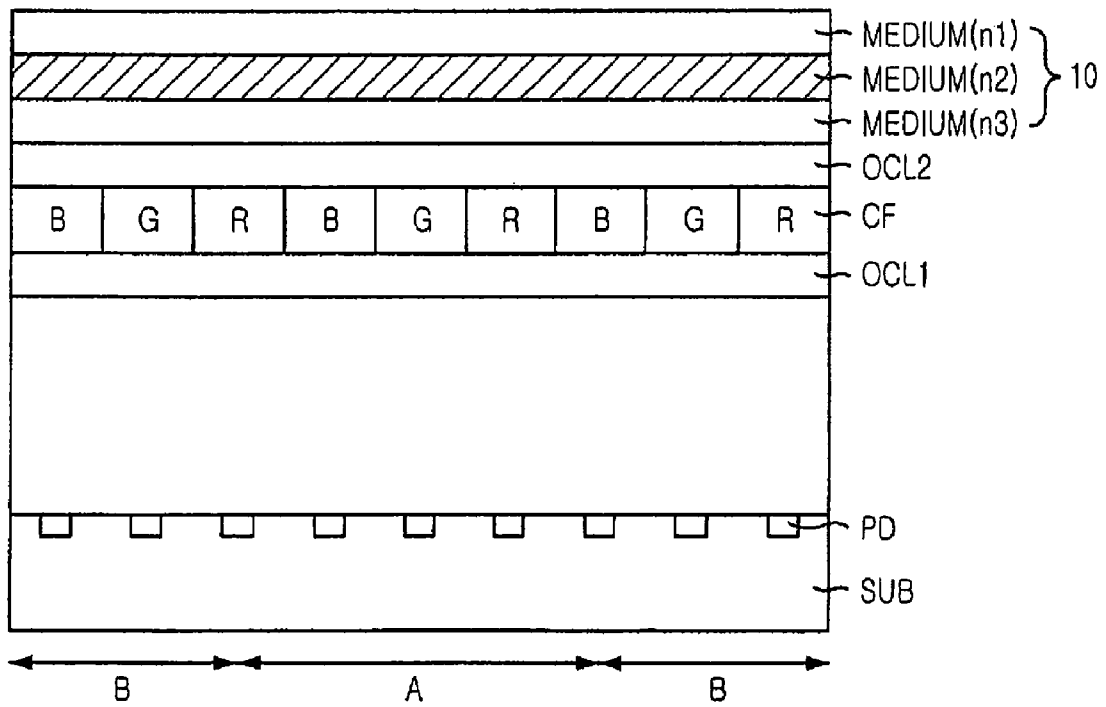 MEDIUM(n1)
MEDIUM(n2)
10
MEDIUM(n3)
OCL2
B G R B G R B G R
CF
OCL1
PD
SUB
B A B